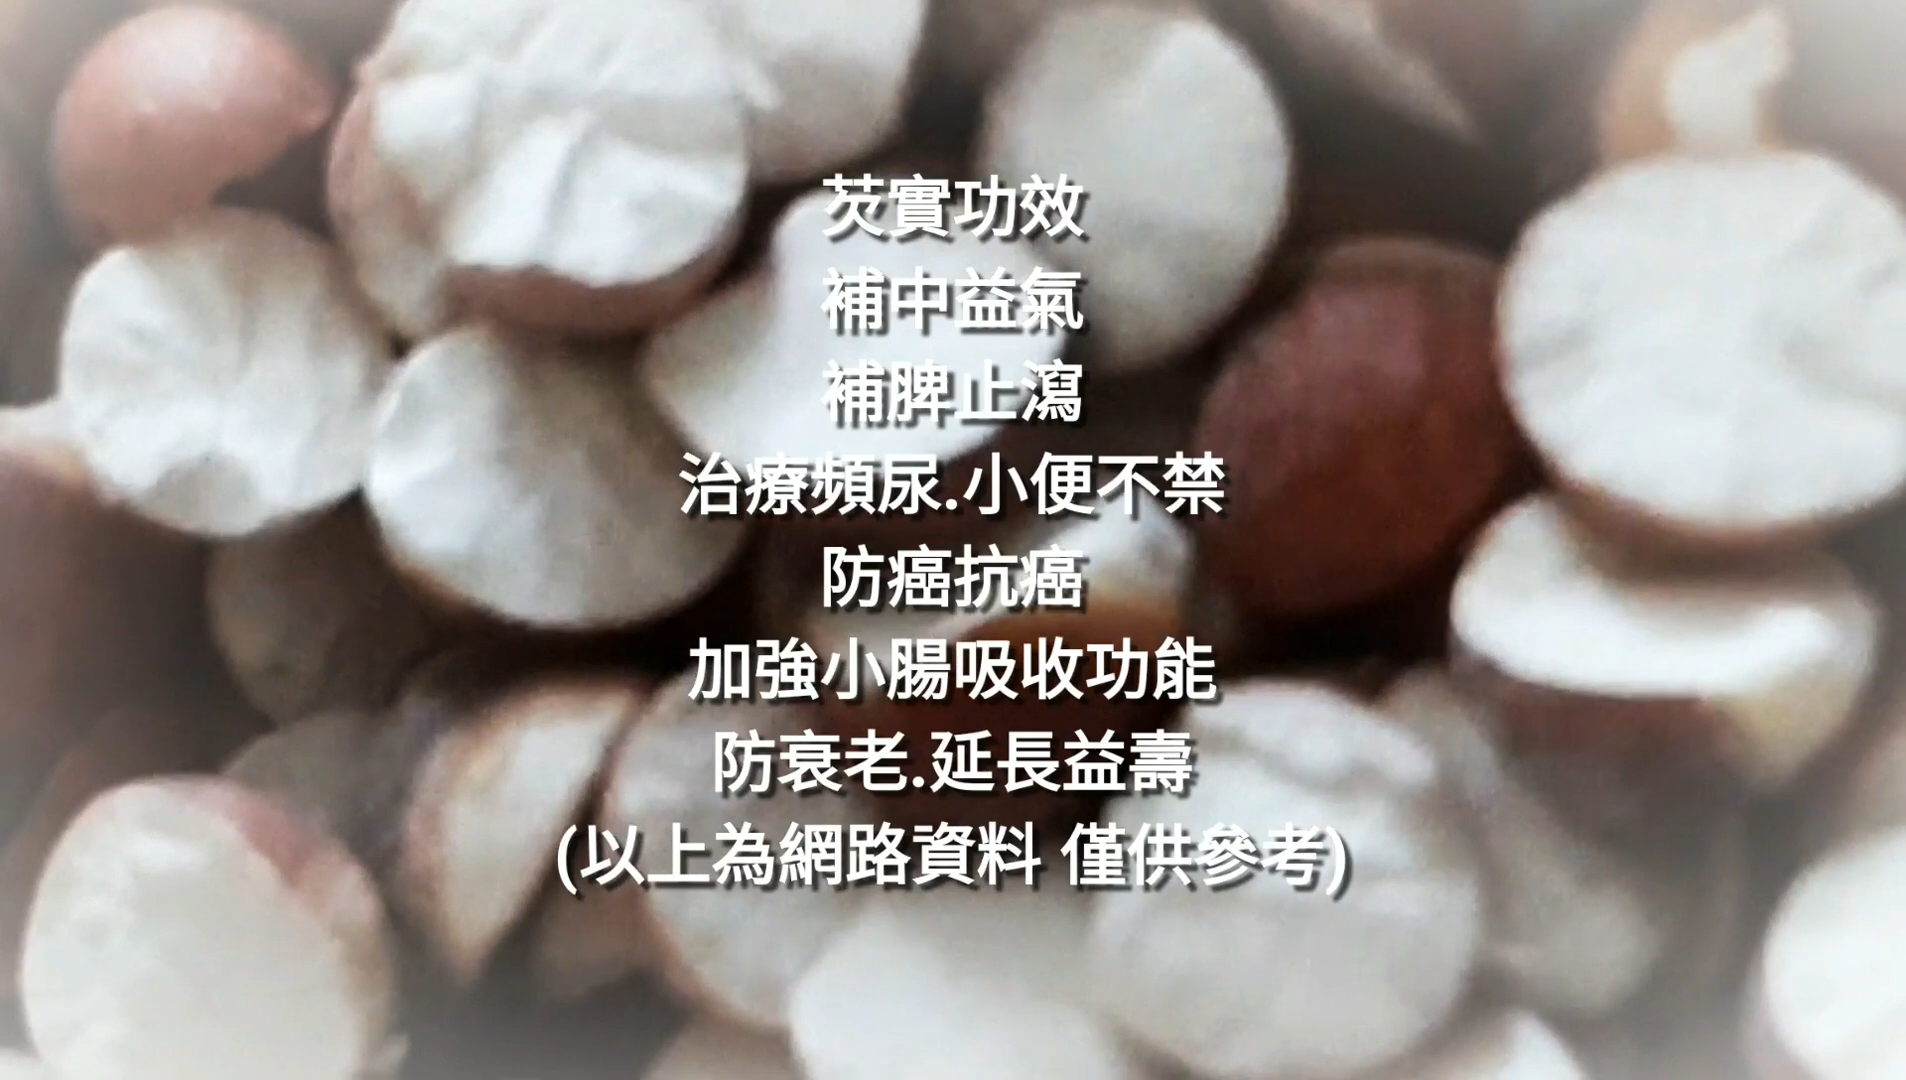 芡實功效
補中益氣
補脾止瀉
治療頻尿.小便不禁
防癌抗癌
加強小腸吸收功能
防衰老.延長益壽
(以上為網路資料 僅供參考)